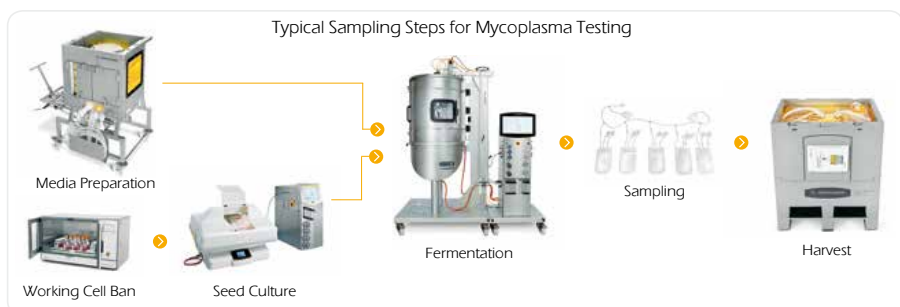 Typical Sampling Steps for Mycoplasma Testing
Media Preparation
Working Cell Ban
Seed Culture
Fermentation
Sampling
Harvest